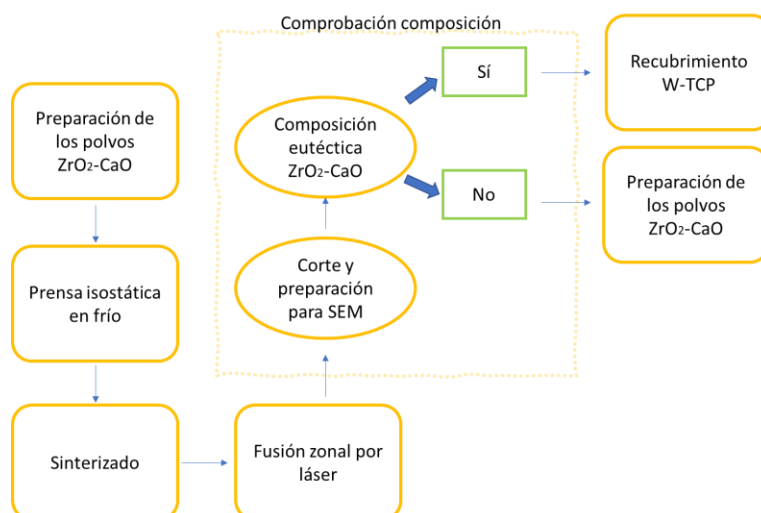 Comprobación composición
Preparación de
los polvos
ZrO₂-CaO
Prensa isostática
en frío
Sinterizado
Fusión zonal por
láser
Corte y
preparación
para SEM
Composición
eutéctica
ZrO₂-CaO
Sí
No
Recubrimiento
W-TCP
Preparación de
los polvos
ZrO₂-CaO